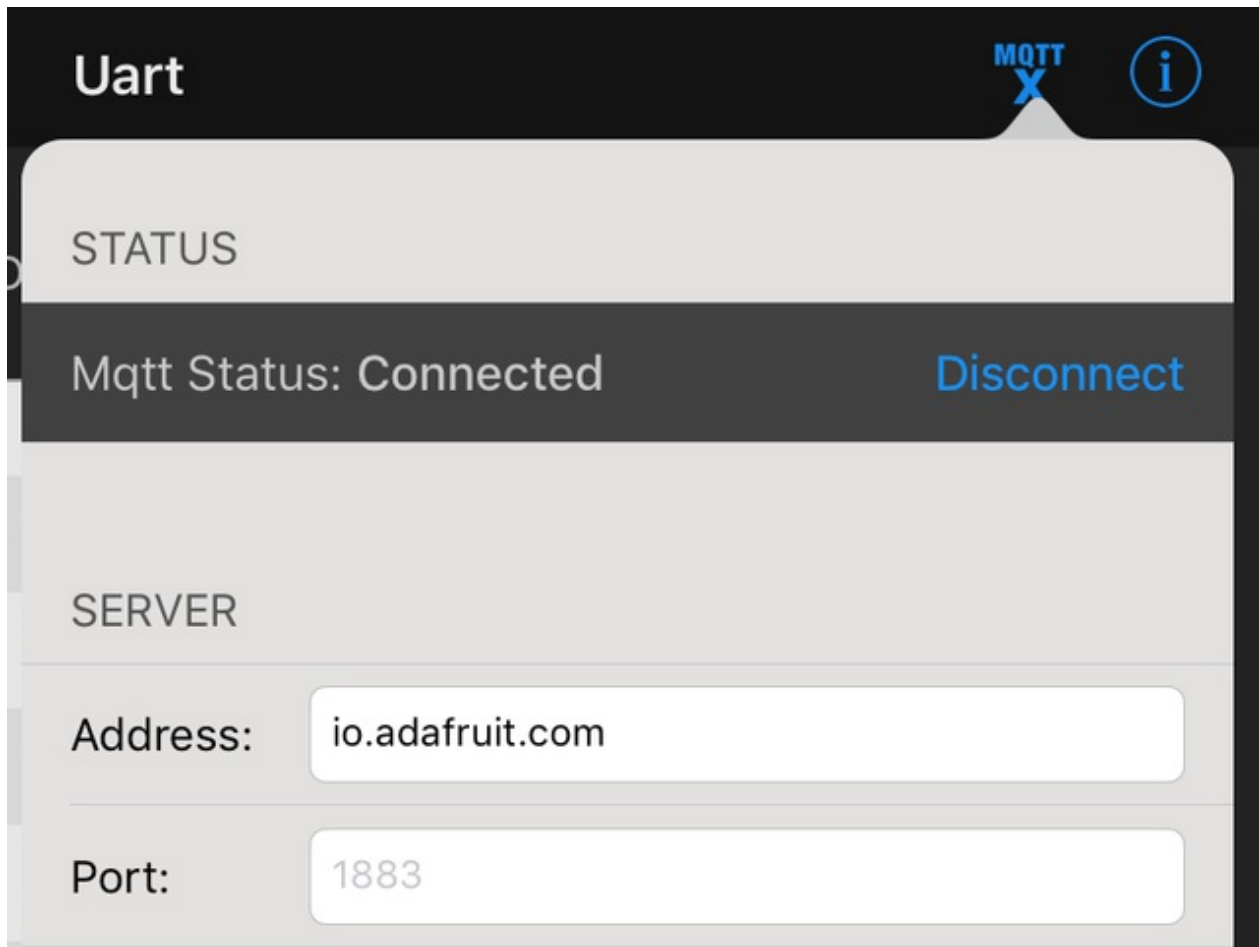 Uart
MQTT
X
i
STATUS
Mqtt Status: Connected Disconnect
SERVER
Address: io.adafruit.com
Port: 1883